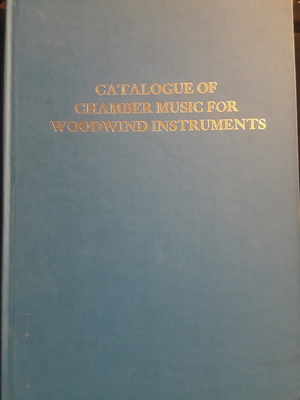 CATALOGUE OF
CHAMBER MUSIC FOR
WOODWIND INSTRUMENTS